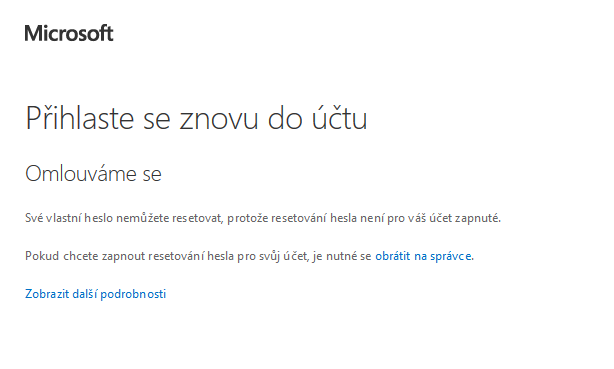 Microsoft
Přihlaste se znovu do účtu
Omlouváme se
Své vlastní heslo nemůžete resetovat, protože resetování hesla není pro váš účet zapnuté.
Pokud chcete zapnout resetování hesla pro svůj účet, je nutné se obrátit na správce.
Zobrazit další podrobnosti